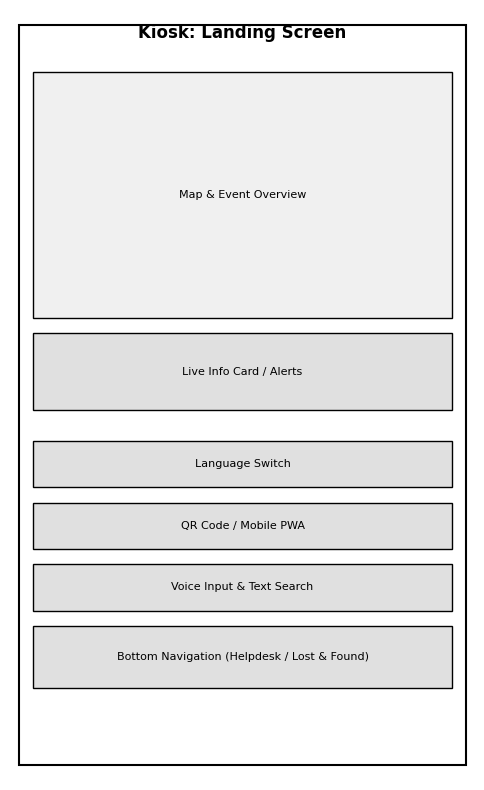 Kiosk: Landing Screen
Map & Event Overview
Live Info Card / Alerts
Language Switch
QR Code / Mobile PWA
Voice Input & Text Search
Bottom Navigation (Helpdesk / Lost & Found)